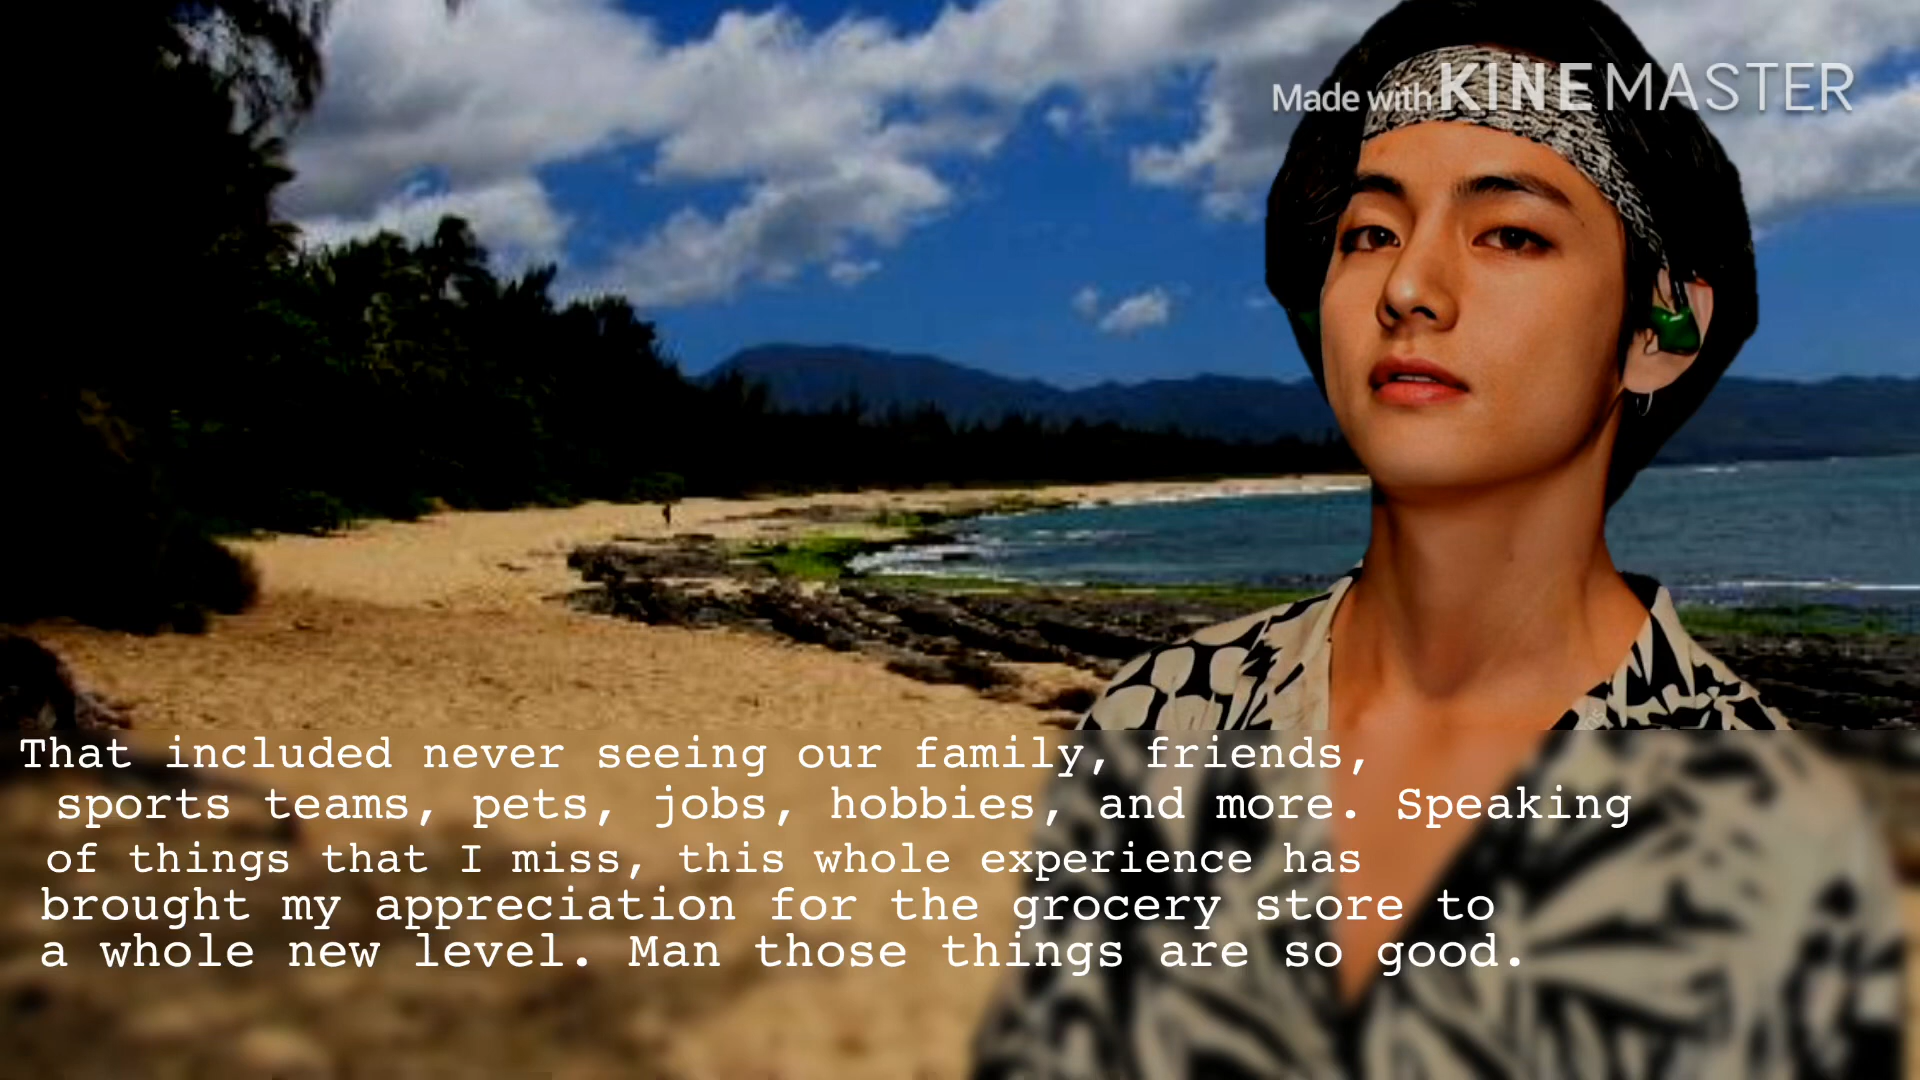 Made with KINEMASTER
That included never seeing our family, friends,
sports teams, pets, jobs, hobbies, and more. Speaking
of things that I miss, this whole experience has
brought my appreciation for the grocery store to
a whole new level. Man those things are so good.